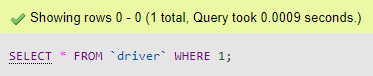 Showing rows 0 - 0 (1 total, Query took 0.0009 seconds.)
SELECT * FROM `driver` WHERE 1;